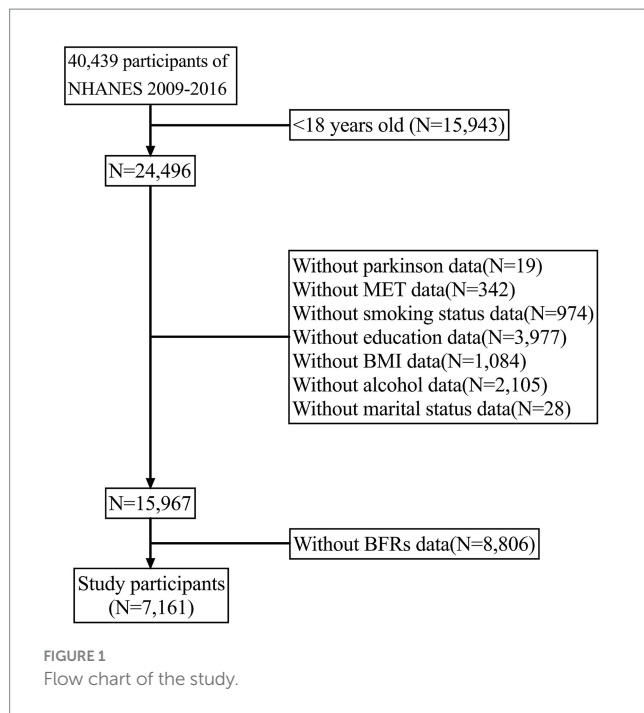 40,439 participants of
NHANES 2009-2016
<18 years old (N=15,943)
N=24,496
Without parkinson data(N=19)
Without MET data(N=342)
Without smoking status data(N=974)
Without education data(N=3,977)
Without BMI data(N=1,084)
Without alcohol data(N=2,105)
Without marital status data(N=28)
N=15,967
Without BFRs data(N=8,806)
Study participants
(N=7,161)
FIGURE 1
Flow chart of the study.